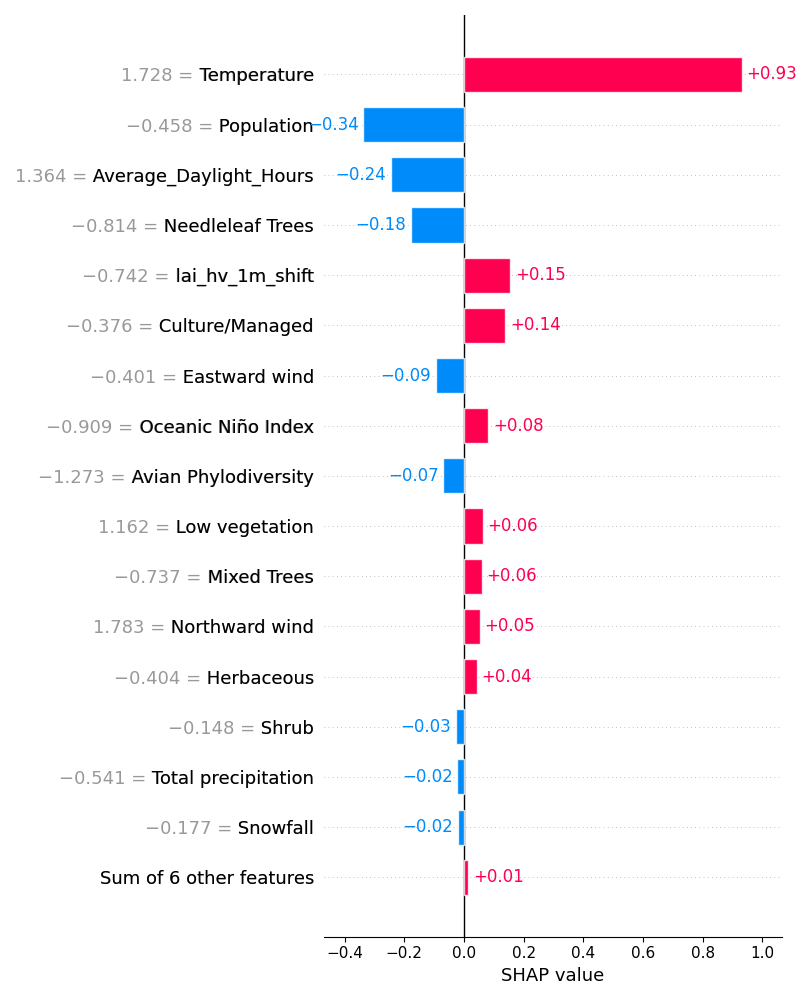 1.728 = Temperature +0.93
−0.458 = Population −0.34
1.364 = Average_Daylight_Hours −0.24
−0.814 = Needleleaf Trees −0.18
−0.742 = lai_hv_1m_shift +0.15
−0.376 = Culture/Managed +0.14
−0.401 = Eastward wind −0.09
−0.909 = Oceanic Niño Index +0.08
−1.273 = Avian Phylodiversity −0.07
1.162 = Low vegetation +0.06
−0.737 = Mixed Trees +0.06
1.783 = Northward wind +0.05
−0.404 = Herbaceous +0.04
−0.148 = Shrub −0.03
−0.541 = Total precipitation −0.02
−0.177 = Snowfall −0.02
Sum of 6 other features +0.01
−0.4 −0.2 0.0 0.2 0.4 0.6 0.8 1.0
SHAP value